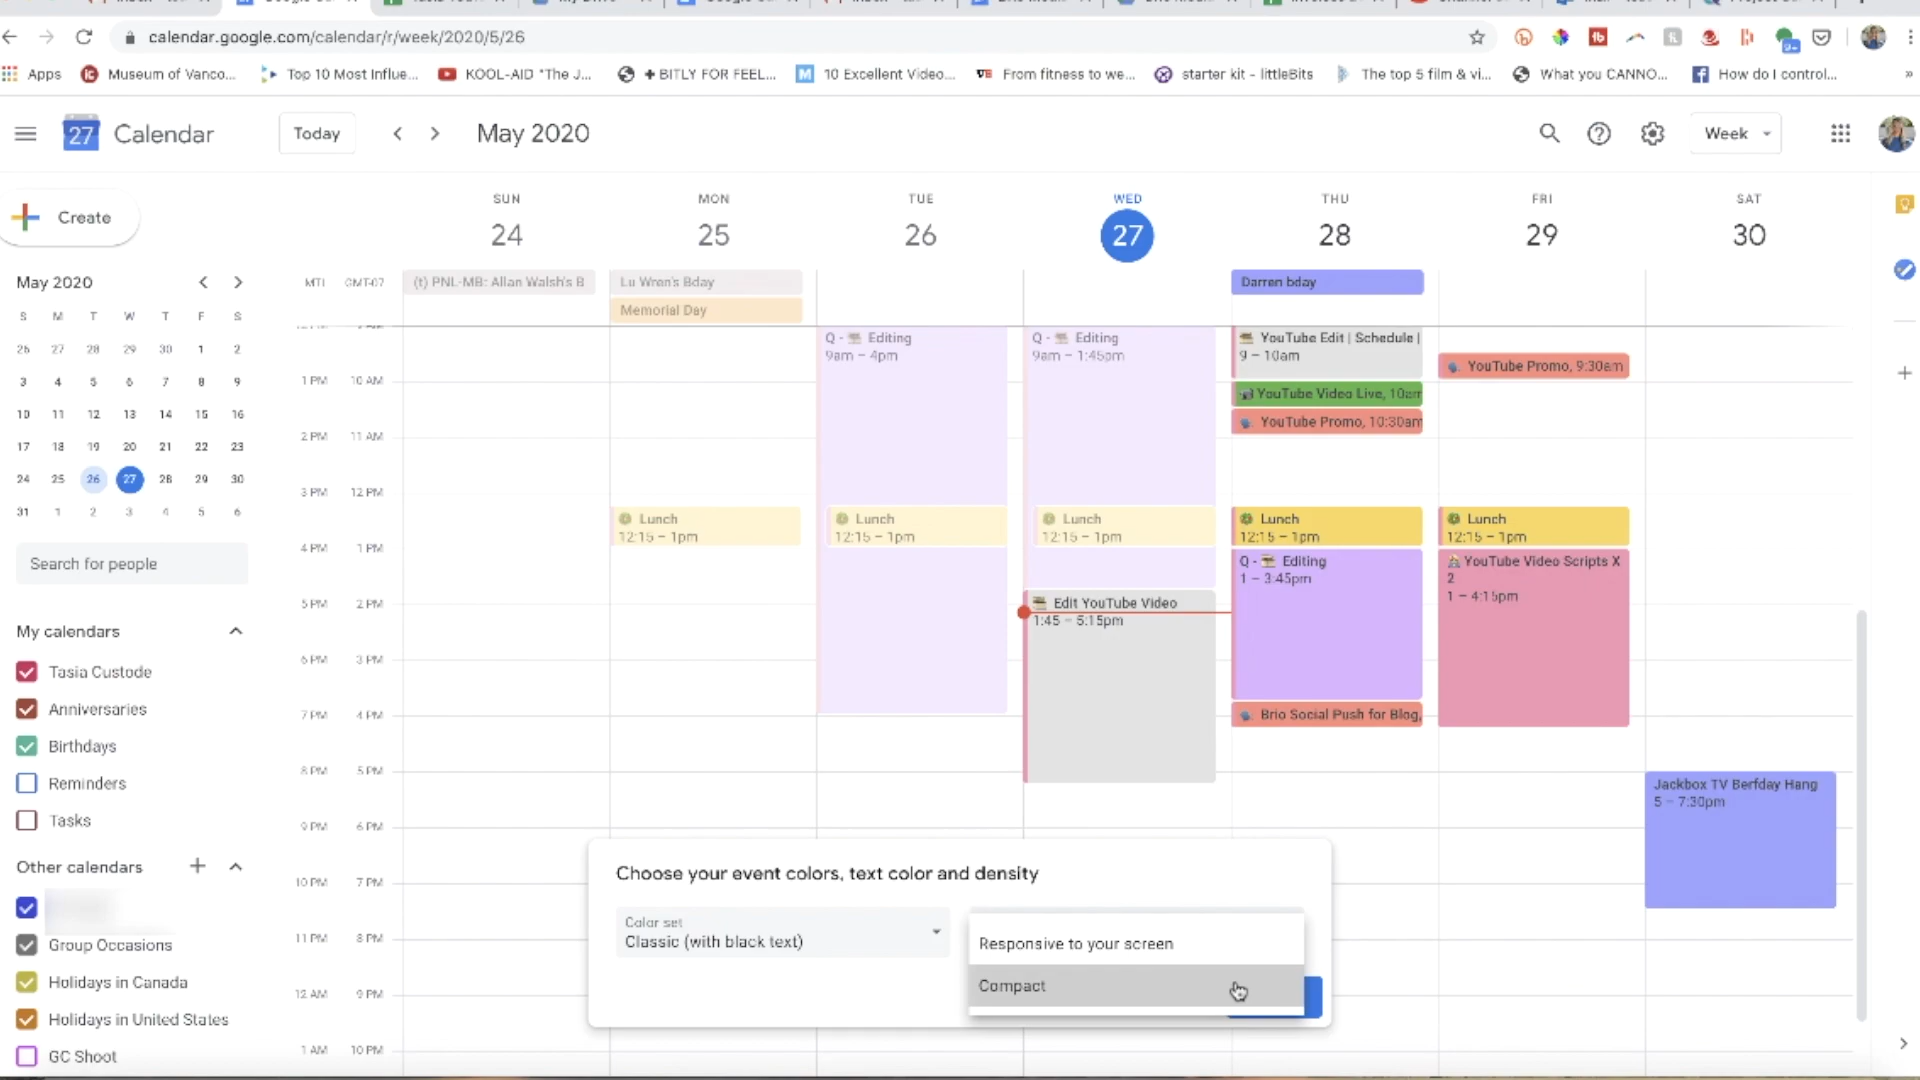 calendar.google.com/calendar/r/week/2020/5/26
Apps
Museum of Vanco...
Top 10 Most Influe...
KOOL-AID "The J...
BITLY FOR FEEL...
10 Excellent Video...
From fitness to we...
starter kit - littleBits
The top 5 film & vi...
What you CANNO...
How do I control...
»
27 Calendar
Today
May 2020
Week
Create
SUN MON TUE WED THU FRI SAT
24 25 26 27 28 29 30
May 2020
S M T W T F S
26 27 28 29 30 1 2
3 4 5 6 7 8 9
10 11 12 13 14 15 16
17 18 19 20 21 22 23
24 25 26 27 28 29 30
31 1 2 3 4 5 6
Search for people
My calendars
Tasia Custode
Anniversaries
Birthdays
Reminders
Tasks
Other calendars
Group Occasions
Holidays in Canada
Holidays in United States
GC Shoot
MTL GMT-07
1 PM 10 AM
2 PM 11 AM
3 PM 12 PM
4 PM 1 PM
5 PM 2 PM
6 PM 3 PM
7 PM 4 PM
8 PM 5 PM
9 PM 6 PM
10 PM 7 PM
11 PM 8 PM
12 AM 9 PM
1 AM 10 PM
(t) PNL-MB: Allan Walsh's B
Lu Wren's Bday
Memorial Day
Darren bday
Lunch
12:15 – 1pm
Q - Editing
9am – 4pm
Lunch
12:15 – 1pm
Q - Editing
9am – 1:45pm
Lunch
12:15 – 1pm
Edit YouTube Video
1:45 – 5:15pm
YouTube Edit | Schedule |
9 – 10am
YouTube Video Live, 10am
YouTube Promo, 10:30am
Lunch
12:15 – 1pm
Q - Editing
1 – 3:45pm
Brio Social Push for Blog,
YouTube Promo, 9:30am
Lunch
12:15 – 1pm
YouTube Video Scripts X
2
1 – 4:15pm
Jackbox TV Berfday Hang
5 – 7:30pm
Choose your event colors, text color and density
Color set
Classic (with black text)
Responsive to your screen
Compact